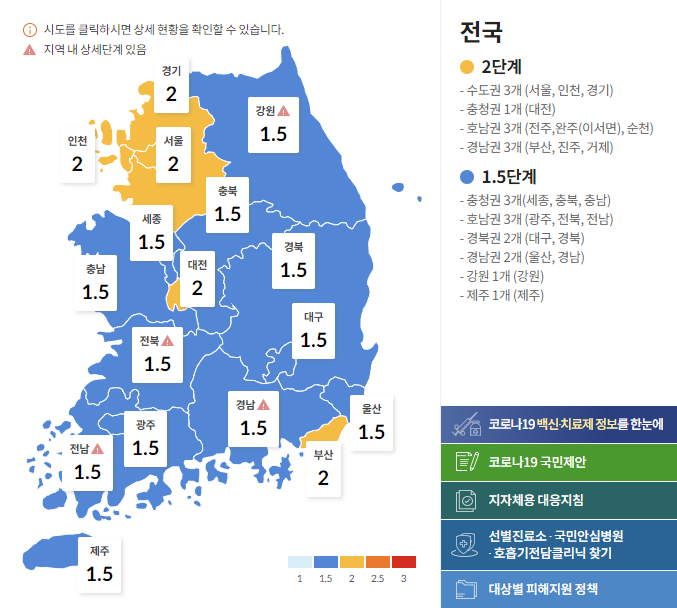 시도를 클릭하시면 상세 현황을 확인할 수 있습니다.
지역 내 상세단계 있음
경기
2
강원
1.5
인천
2
서울
2
충북
1.5
세종
1.5
경북
1.5
대전
2
충남
1.5
대구
1.5
전북
1.5
경남
1.5
울산
1.5
광주
1.5
전남
1.5
부산
2
제주
1.5
1 1.5 2 2.5 3
전국
2단계
- 수도권 3개 (서울, 인천, 경기)
- 충청권 1개 (대전)
- 호남권 3개 (전주,완주(이서면), 순천)
- 경남권 3개 (부산, 진주, 거제)
1.5단계
- 충청권 3개(세종, 충북, 충남)
- 호남권 3개 (광주, 전북, 전남)
- 경북권 2개 (대구, 경북)
- 경남권 2개 (울산, 경남)
- 강원 1개 (강원)
- 제주 1개 (제주)
코로나19 백신·치료제 정보를 한눈에
코로나19 국민제안
지자체용 대응지침
선별진료소 · 국민안심병원
· 호흡기전담클리닉 찾기
대상별 피해지원 정책